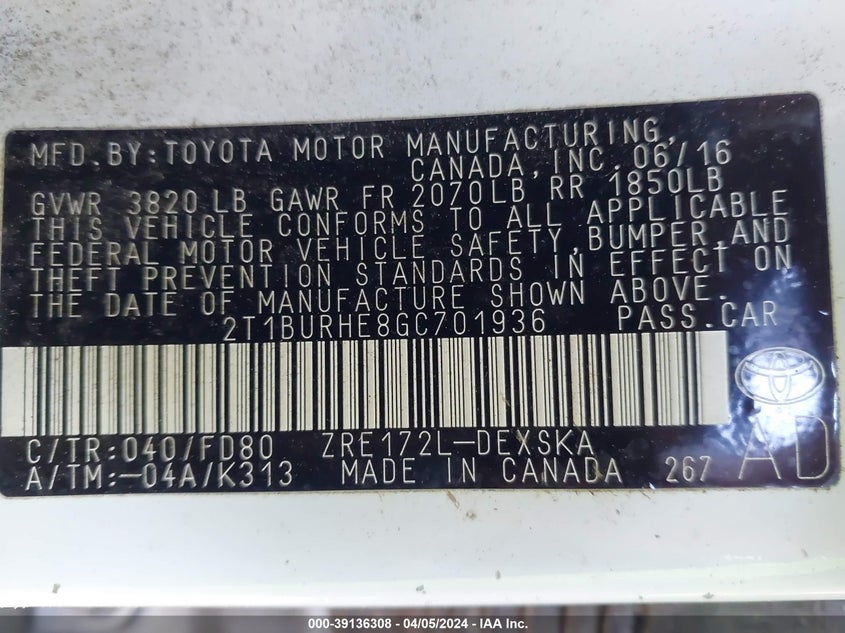 MFD.BY:TOYOTA MOTOR MANUFACTURING,
CANADA,INC.06/16
GVWR 3820 LB GAWR FR 2070LB RR 1850LB
THIS VEHICLE CONFORMS TO ALL APPLICABLE
FEDERAL MOTOR VEHICLE SAFETY,BUMPER,AND
THEFT PREVENTION STANDARDS IN EFFECT ON
THE DATE OF MANUFACTURE SHOWN ABOVE.
2T1BURHE8GC701936 PASS.CAR
C/TR:040/FD80 ZRE172L-DEXSKA
A/TM:-04A/K313 MADE IN CANADA 267 AD
000-39136308 - 04/05/2024 - IAA Inc.